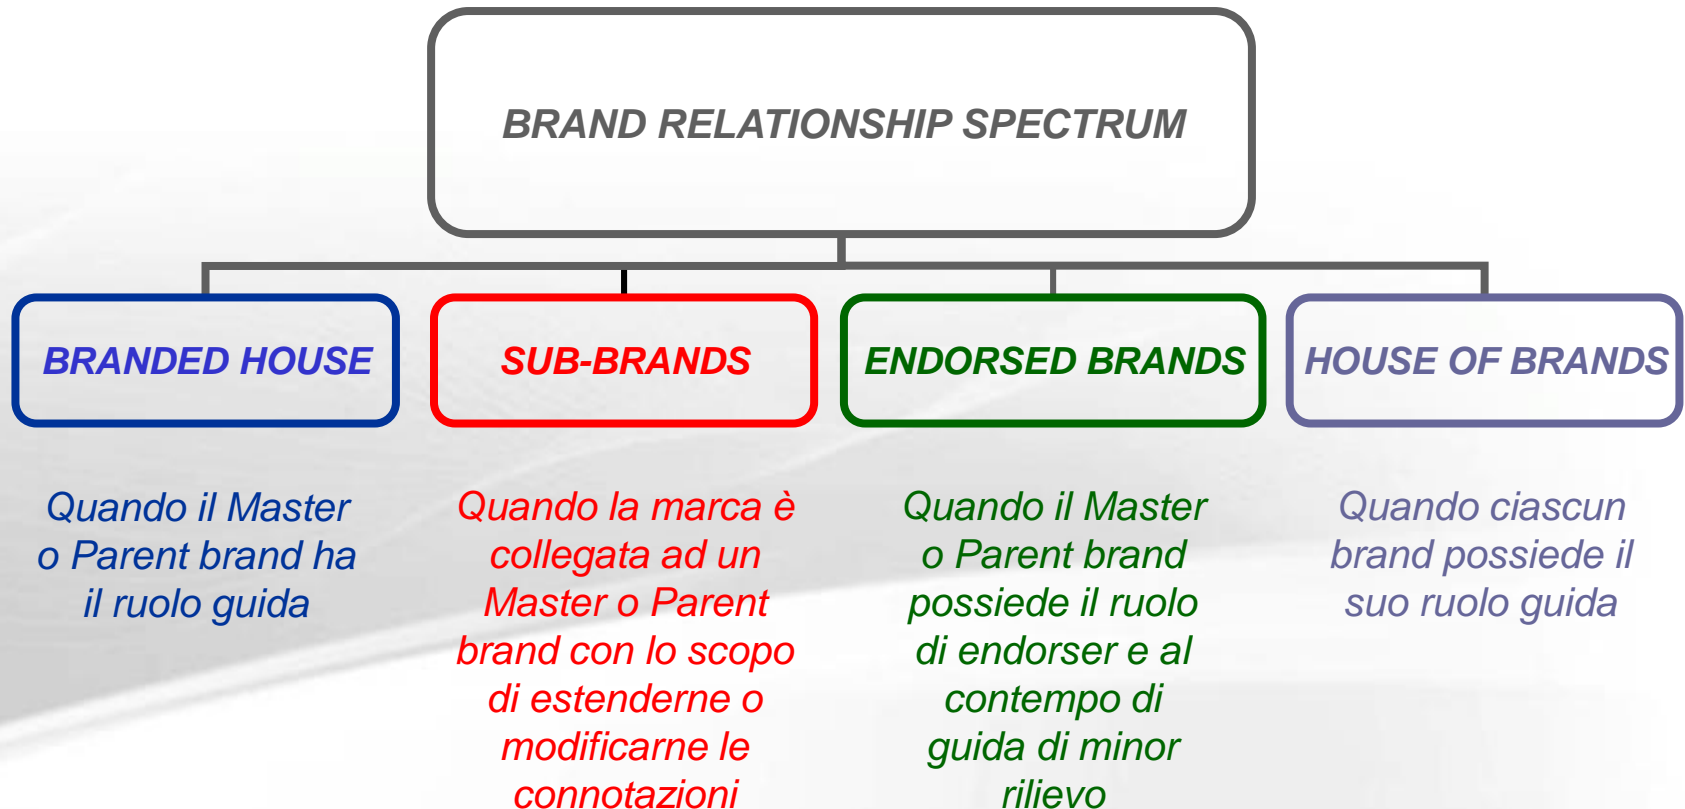 BRAND RELATIONSHIP SPECTRUM
BRANDED HOUSE
SUB-BRANDS
ENDORSED BRANDS
HOUSE OF BRANDS
Quando il Master
o Parent brand ha
il ruolo guida
Quando la marca è
collegata ad un
Master o Parent
brand con lo scopo
di estenderne o
modificarne le
connotazioni
Quando il Master
o Parent brand
possiede il ruolo
di endorser e al
contempo di
guida di minor
rilievo
Quando ciascun
brand possiede il
suo ruolo guida